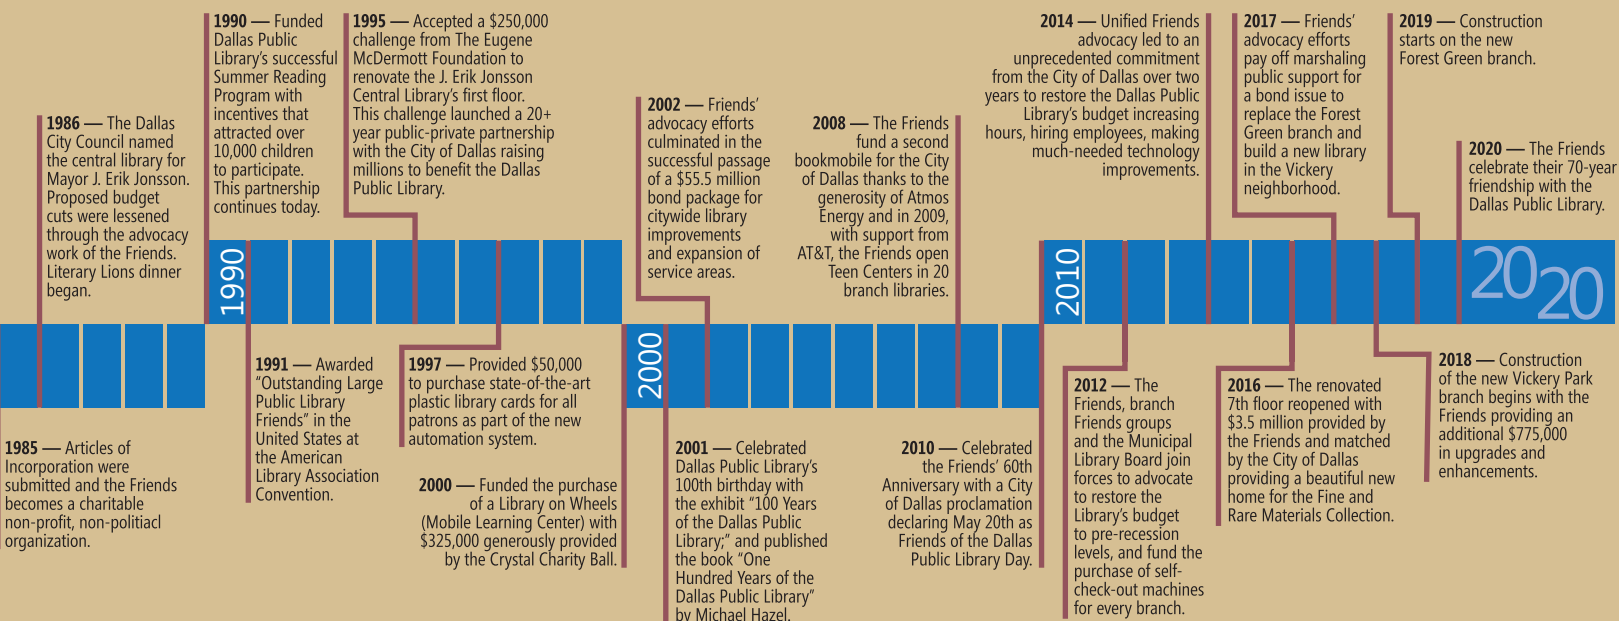 1985 — Articles of
Incorporation were
submitted and the Friends
becomes a charitable
non-profit, non-politiacl
organization.
1986 — The Dallas
City Council named
the central library for
Mayor J. Erik Jonsson.
Proposed budget
cuts were lessened
through the advocacy
work of the Friends.
Literary Lions dinner
began.
1990 — Funded
Dallas Public
Library’s successful
Summer Reading
Program with
incentives that
attracted over
10,000 children
to participate.
This partnership
continues today.
1990
1991 — Awarded
“Outstanding Large
Public Library
Friends” in the
United States at
the American
Library Association
Convention.
1995 — Accepted a $250,000
challenge from The Eugene
McDermott Foundation to
renovate the J. Erik Jonsson
Central Library’s first floor.
This challenge launched a 20+
year public-private partnership
with the City of Dallas raising
millions to benefit the Dallas
Public Library.
1997 — Provided $50,000
to purchase state-of-the-art
plastic library cards for all
patrons as part of the new
automation system.
2000 — Funded the purchase
of a Library on Wheels
(Mobile Learning Center) with
$325,000 generously provided
by the Crystal Charity Ball.
2000
2001 — Celebrated
Dallas Public Library’s
100th birthday with
the exhibit “100 Years
of the Dallas Public
Library;” and published
the book “One
Hundred Years of the
Dallas Public Library”
by Michael Hazel.
2002 — Friends’
advocacy efforts
culminated in the
successful passage
of a $55.5 million
bond package for
citywide library
improvements
and expansion of
service areas.
2008 — The Friends
fund a second
bookmobile for the City
of Dallas thanks to the
generosity of Atmos
Energy and in 2009,
with support from
AT&T, the Friends open
Teen Centers in 20
branch libraries.
2010 — Celebrated
the Friends’ 60th
Anniversary with a City
of Dallas proclamation
declaring May 20th as
Friends of the Dallas
Public Library Day.
2010
2012 — The
Friends, branch
Friends groups
and the Municipal
Library Board join
forces to advocate
to restore the
Library’s budget
to pre-recession
levels, and fund the
purchase of self-
check-out machines
for every branch.
2014 — Unified Friends
advocacy led to an
unprecedented commitment
from the City of Dallas over two
years to restore the Dallas Public
Library’s budget increasing
hours, hiring employees, making
much-needed technology
improvements.
2016 — The renovated
7th floor reopened with
$3.5 million provided by
the Friends and matched
by the City of Dallas
providing a beautiful new
home for the Fine and
Rare Materials Collection.
2017 — Friends’
advocacy efforts
pay off marshaling
public support for
a bond issue to
replace the Forest
Green branch and
build a new library
in the Vickery
neighborhood.
2018 — Construction
of the new Vickery Park
branch begins with the
Friends providing an
additional $775,000
in upgrades and
enhancements.
2019 — Construction
starts on the new
Forest Green branch.
2020 — The Friends
celebrate their 70-year
friendship with the
Dallas Public Library.
2020